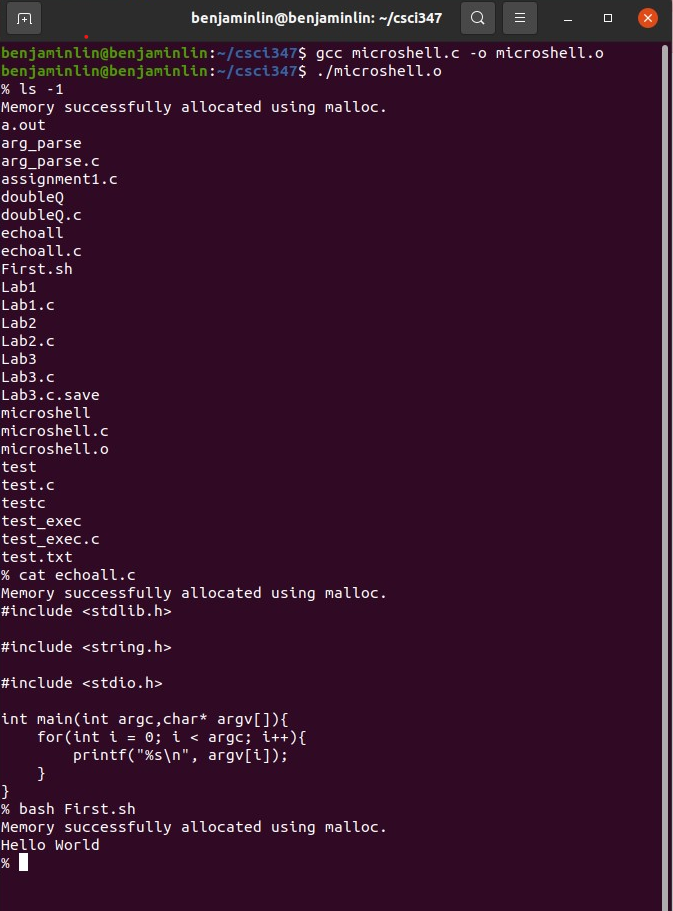 benjaminlin@benjaminlin: ~/csci347
benjaminlin@benjaminlin:~/csci347$ gcc microshell.c -o microshell.o
benjaminlin@benjaminlin:~/csci347$ ./microshell.o
% ls -1
Memory successfully allocated using malloc.
a.out
arg_parse
arg_parse.c
assignment1.c
doubleQ
doubleQ.c
echoall
echoall.c
First.sh
Lab1
Lab1.c
Lab2
Lab2.c
Lab3
Lab3.c
Lab3.c.save
microshell
microshell.c
microshell.o
test
test.c
testc
test_exec
test_exec.c
test.txt
% cat echoall.c
Memory successfully allocated using malloc.
#include <stdlib.h>
#include <string.h>
#include <stdio.h>
int main(int argc,char* argv[]){
    for(int i = 0; i < argc; i++){
        printf("%s\n", argv[i]);
    }
}
% bash First.sh
Memory successfully allocated using malloc.
Hello World
%